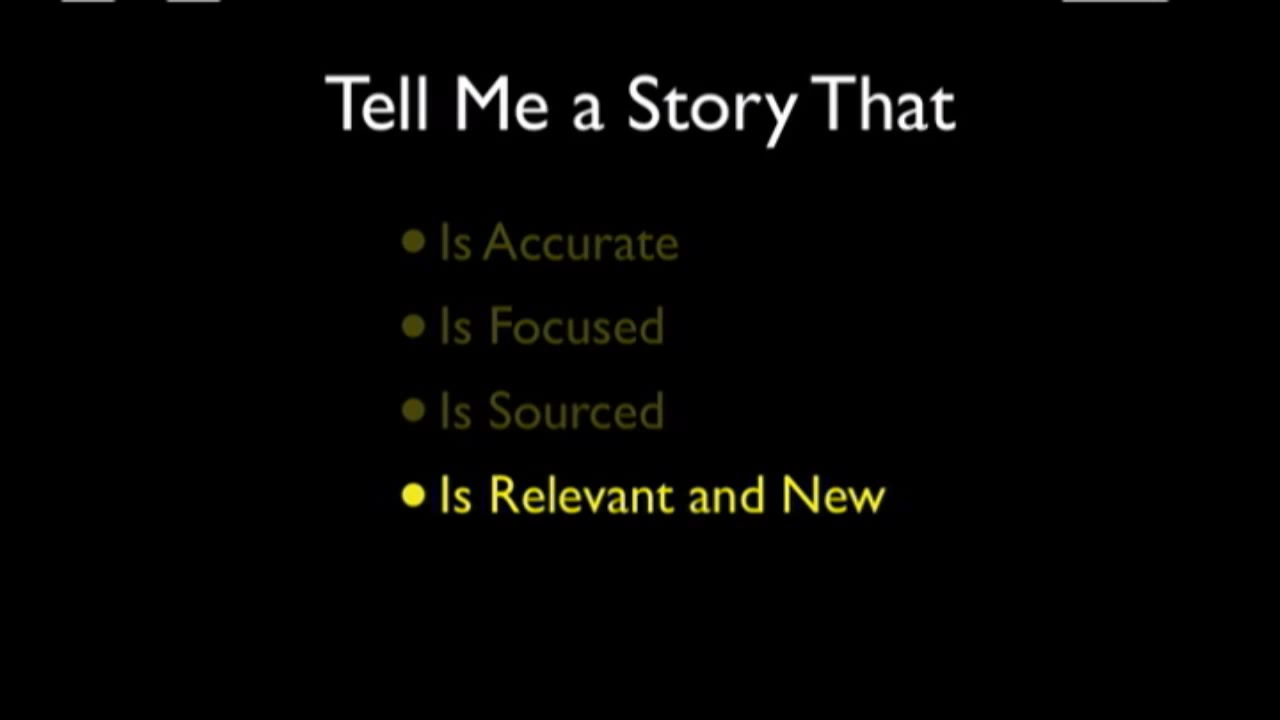 Tell Me a Story That
• Is Accurate
• Is Focused
• Is Sourced
• Is Relevant and New